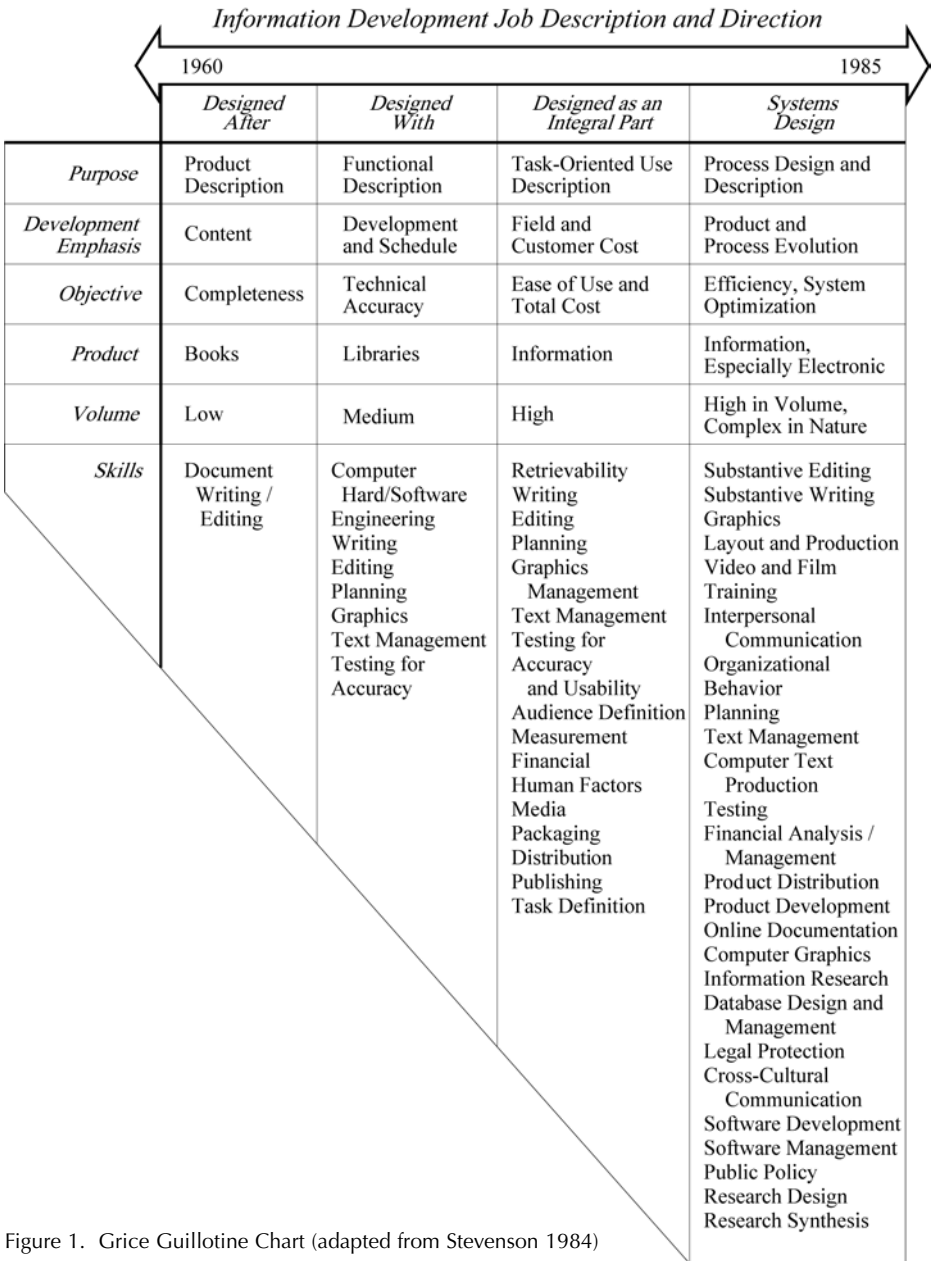 Information Development Job Description and Direction
1960 1985
Designed After Designed With Designed as an Integral Part Systems Design
Purpose
Product
Description
Functional
Description
Task-Oriented Use
Description
Process Design and
Description
Development
Emphasis
Content
Development
and Schedule
Field and
Customer Cost
Product and
Process Evolution
Objective
Completeness
Technical
Accuracy
Ease of Use and
Total Cost
Efficiency, System
Optimization
Product
Books
Libraries
Information
Information,
Especially Electronic
Volume
Low
Medium
High
High in Volume,
Complex in Nature
Skills
Document
Writing /
Editing
Computer
Hard/Software
Engineering
Writing
Editing
Planning
Graphics
Text Management
Testing for
Accuracy
Retrievability
Writing
Editing
Planning
Graphics
Management
Text Management
Testing for
Accuracy
and Usability
Audience Definition
Measurement
Financial
Human Factors
Media
Packaging
Distribution
Publishing
Task Definition
Substantive Editing
Substantive Writing
Graphics
Layout and Production
Video and Film
Training
Interpersonal
Communication
Organizational
Behavior
Planning
Text Management
Computer Text
Production
Testing
Financial Analysis /
Management
Product Distribution
Product Development
Online Documentation
Computer Graphics
Information Research
Database Design and
Management
Legal Protection
Cross-Cultural
Communication
Software Development
Software Management
Public Policy
Research Design
Research Synthesis
Figure 1. Grice Guillotine Chart (adapted from Stevenson 1984)